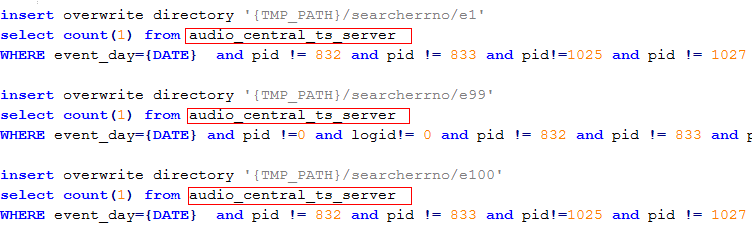 insert overwrite directory '{TMP_PATH}/searcherrno/e1'
select count(1) from audio_central_ts_server
WHERE event_day={DATE}  and pid != 832 and pid != 833 and pid!=1025 and pid != 1027
insert overwrite directory '{TMP_PATH}/searcherrno/e99'
select count(1) from audio_central_ts_server
WHERE event_day={DATE} and pid !=0 and logid!= 0 and pid != 832 and pid != 833 and
insert overwrite directory '{TMP_PATH}/searcherrno/e100'
select count(1) from audio_central_ts_server
WHERE event_day={DATE}  and pid != 832 and pid != 833 and pid!=1025 and pid != 1027